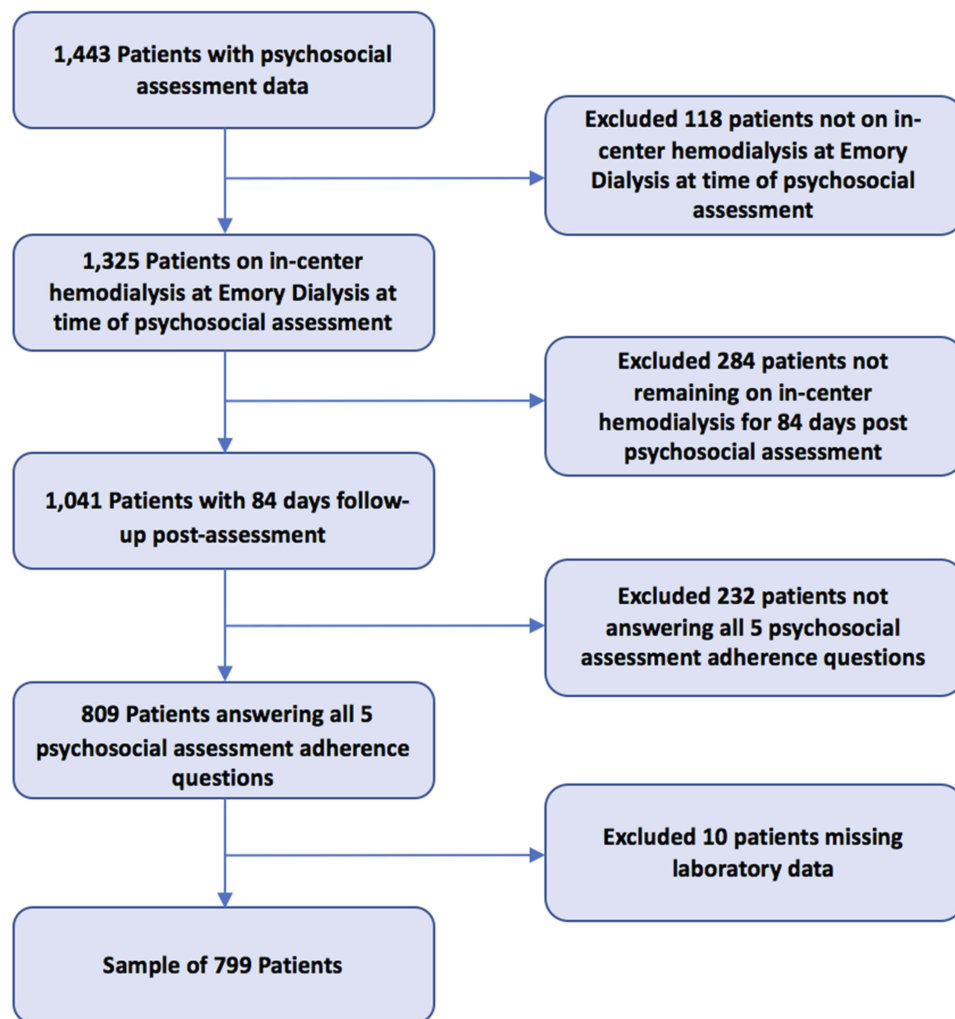 1,443 Patients with psychosocial
assessment data
Excluded 118 patients not on in-
center hemodialysis at Emory
Dialysis at time of psychosocial
assessment
1,325 Patients on in-center
hemodialysis at Emory Dialysis at
time of psychosocial assessment
Excluded 284 patients not
remaining on in-center
hemodialysis for 84 days post
psychosocial assessment
1,041 Patients with 84 days follow-
up post-assessment
Excluded 232 patients not
answering all 5 psychosocial
assessment adherence questions
809 Patients answering all 5
psychosocial assessment adherence
questions
Excluded 10 patients missing
laboratory data
Sample of 799 Patients